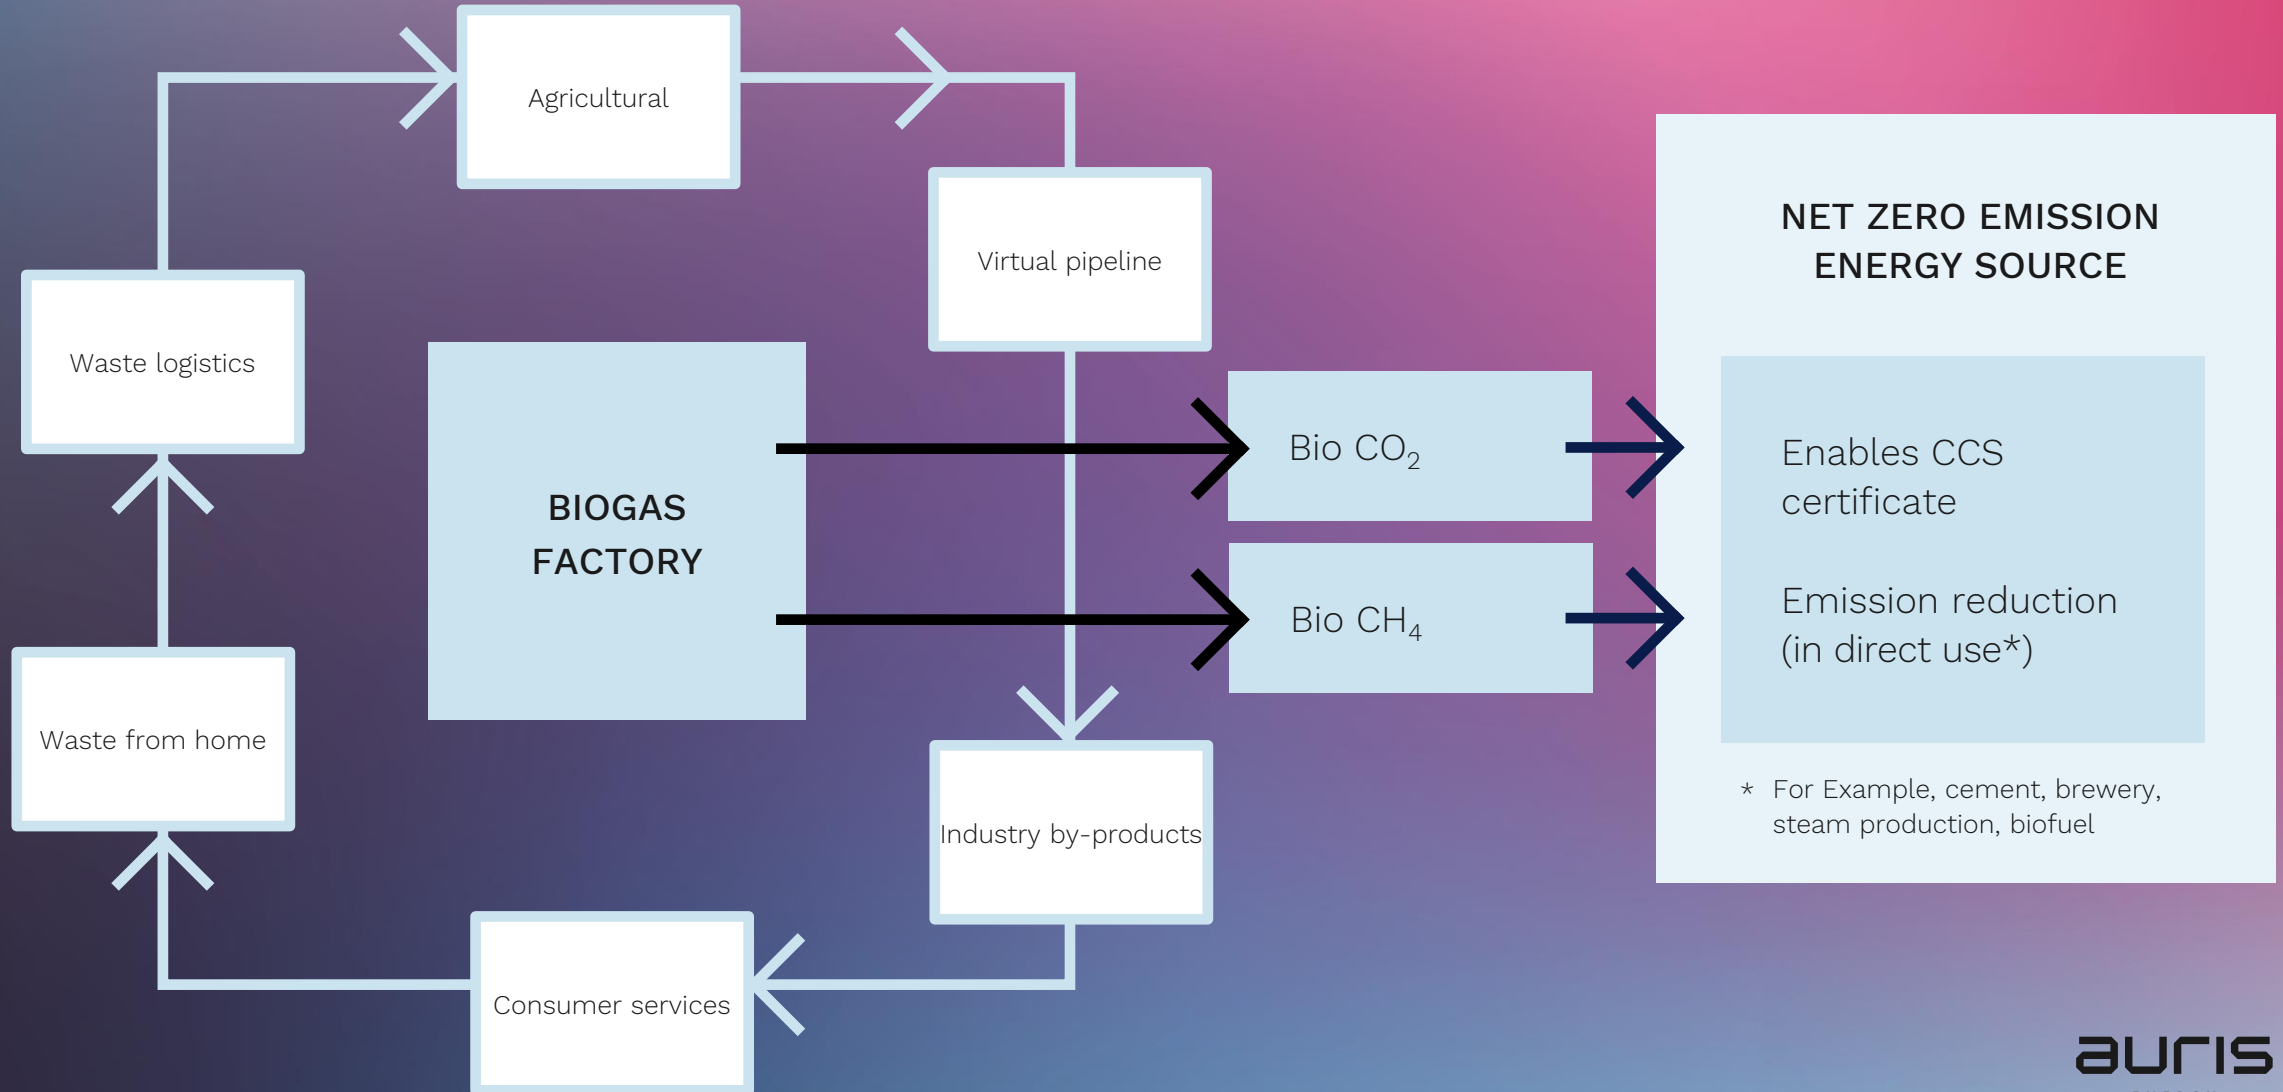 Agricultural
Virtual pipeline
NET ZERO EMISSION
ENERGY SOURCE
Waste logistics
BIOGAS
FACTORY
Bio CO₂
Bio CH₄
Enables CCS
certificate
Emission reduction
(in direct use*)
* For Example, cement, brewery,
steam production, biofuel
Waste from home
Industry by-products
Consumer services
auris